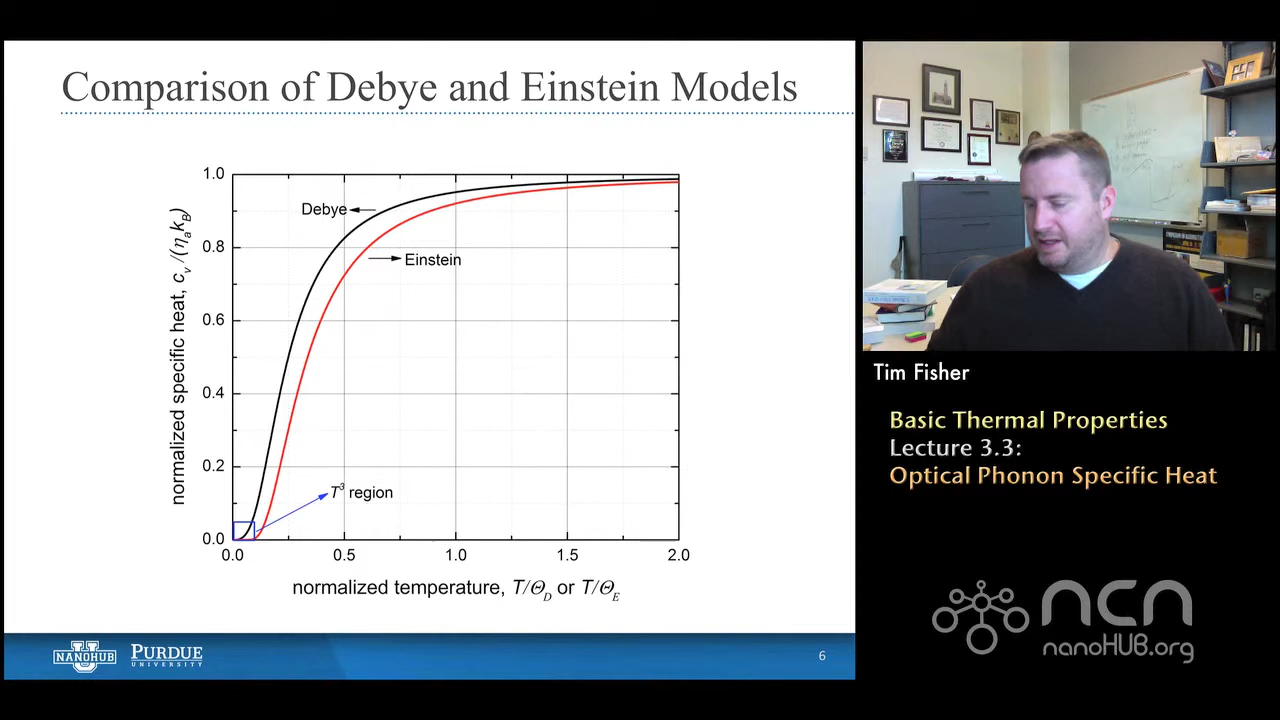 Comparison of Debye and Einstein Models
1.0
0.8
0.6
0.4
0.2
0.0
normalized specific heat, cᵥ/(ηₐk_B)
Debye
Einstein
T³ region
0.0 0.5 1.0 1.5 2.0
normalized temperature, T/Θ_D or T/Θ_E
nanoHUB
PURDUE
UNIVERSITY
6
Tim Fisher
Basic Thermal Properties
Lecture 3.3:
Optical Phonon Specific Heat
ncn
nanoHUB.org